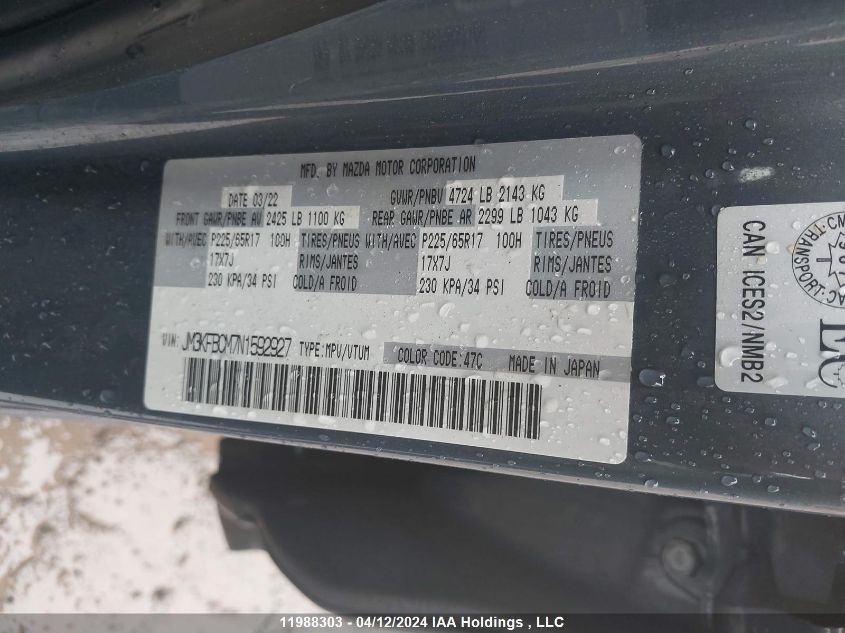 MFD. BY MAZDA MOTOR CORPORATION
DATE 03/22 GVWR/PNBV 4724 LB 2143 KG
FRONT GAWR/PNBE AV 2425 LB 1100 KG REAR GAWR/PNBE AR 2299 LB 1043 KG
WITH/AVEC P225/65R17 100H TIRES/PNEUS WITH/AVEC P225/65R17 100H TIRES/PNEUS
17X7J RIMS/JANTES 17X7J RIMS/JANTES
230 KPA/34 PSI COLD/A FROID 230 KPA/34 PSI COLD/A FROID
VIN: JM3KFBCM7N1592927 TYPE:MPV/VTUM COLOR CODE:47C MADE IN JAPAN
CAN ICES2/NMB2
TRANSPORT
11988303 - 04/12/2024 IAA Holdings , LLC